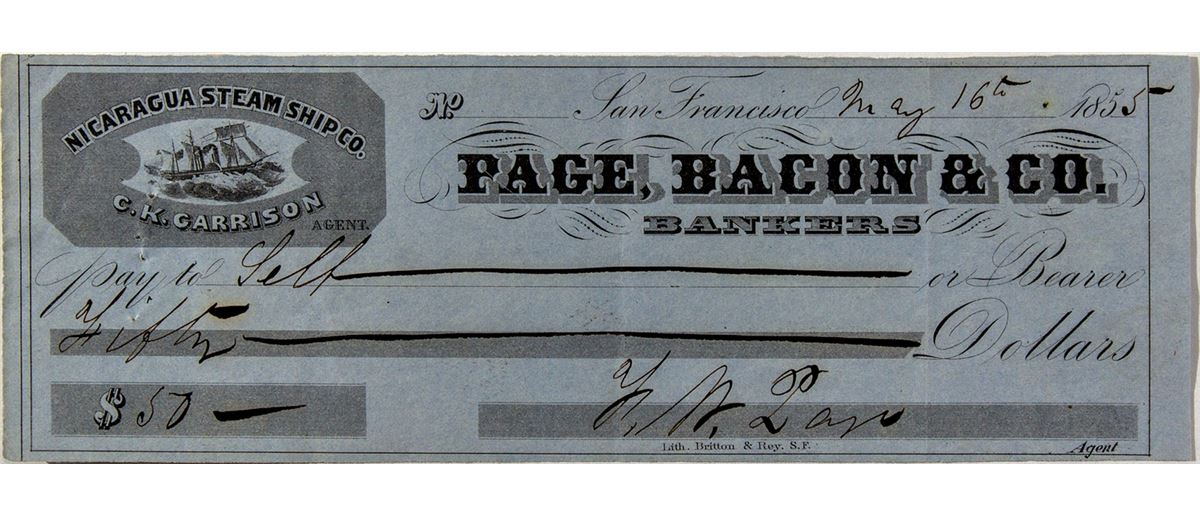 NICARAGUA STEAM SHIP CO.
C. K. GARRISON
AGENT.
No San Francisco May 16th 1855
PAGE, BACON & CO.
BANKERS
pay to Self or Bearer
Fifty Dollars
$ 50
F. W. Page
Lith. Britton & Rey. S.F.
Agent